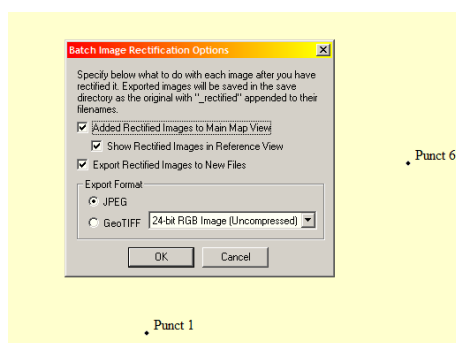 Batch Image Rectification Options
Specify below what to do with each image after you have
rectified it. Exported images will be saved in the save
directory as the original with "_rectified" appended to their
filenames.
Added Rectified Images to Main Map View
Show Rectified Images in Reference View
Export Rectified Images to New Files
Export Format
JPEG
GeoTIFF 24-bit RGB Image (Uncompressed)
OK Cancel
Punct 6
Punct 1